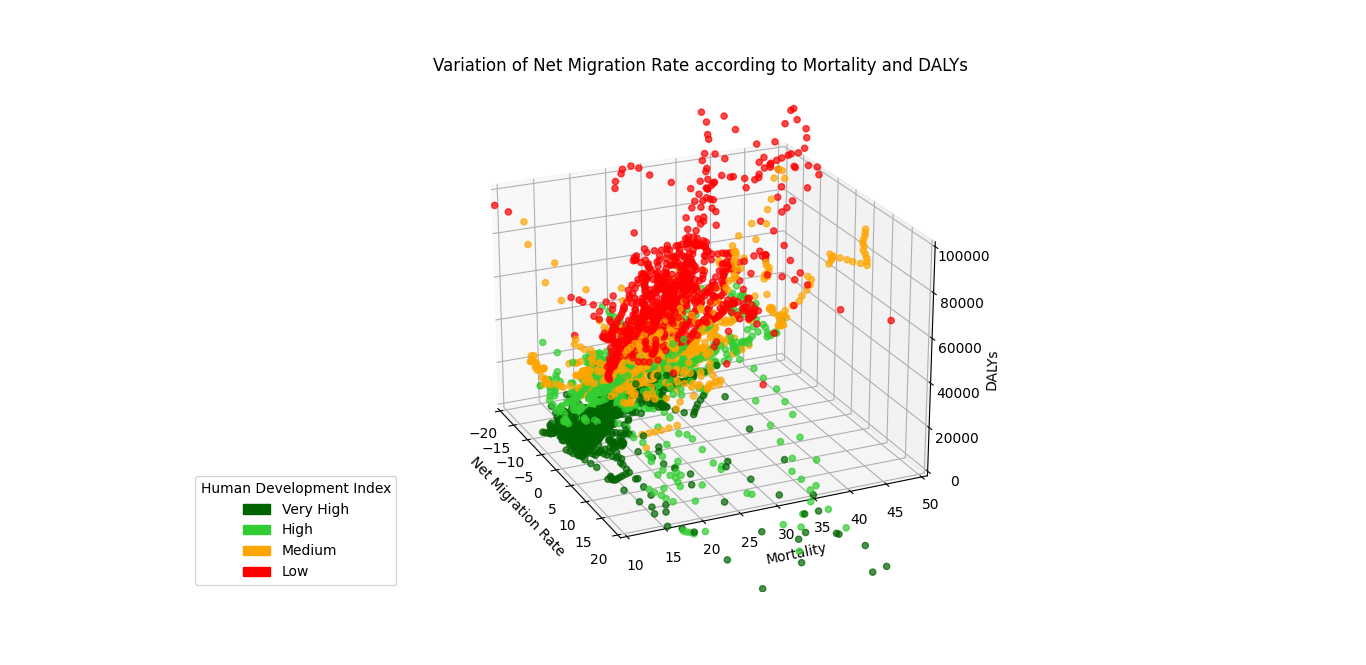 Variation of Net Migration Rate according to Mortality and DALYs
100000
80000
60000
40000
20000
0
DALYs
−20
−15
−10
−5
0
5
10
15
20
Net Migration Rate
10
15
20
25
30
35
40
45
50
Mortality
Human Development Index
Very High
High
Medium
Low